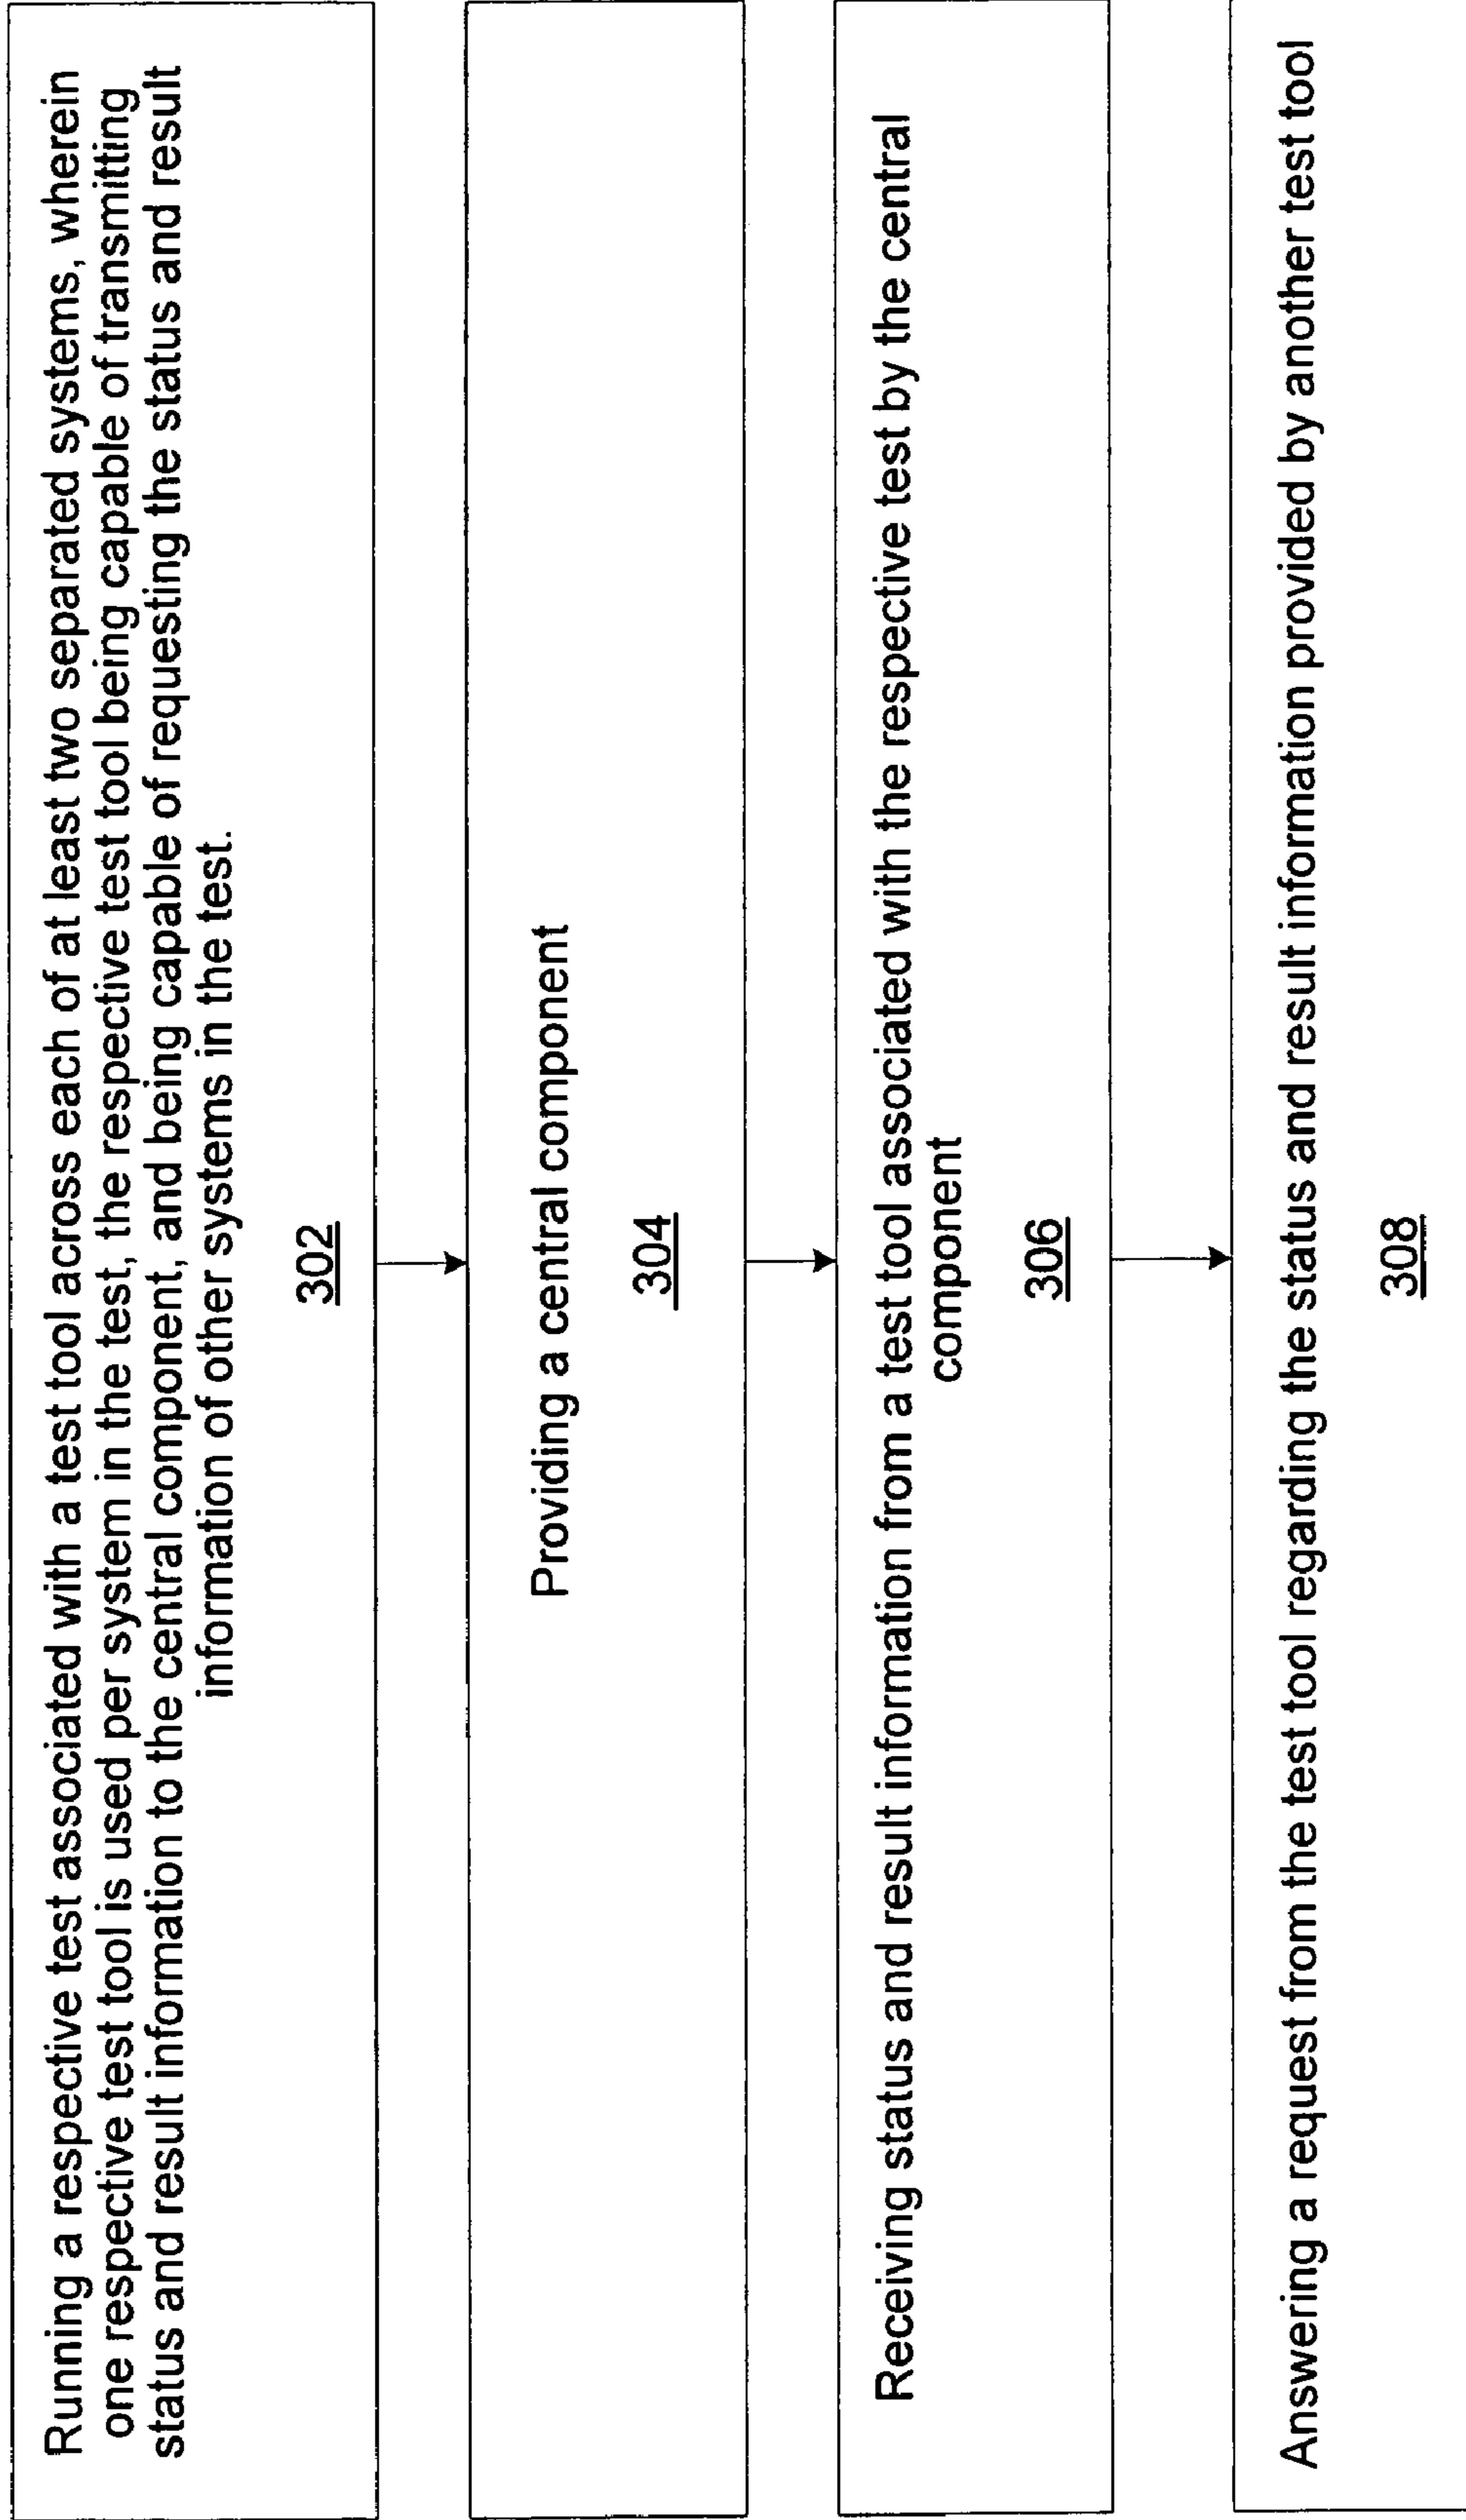 Running a respective test associated with a test tool across each of at least two separated systems, wherein
one respective test tool is used per system in the test, the respective test tool being capable of transmitting
status and result information to the central component, and being capable of requesting the status and result
information of other systems in the test.
302
Providing a central component
304
Receiving status and result information from a test tool associated with the respective test by the central
component
306
Answering a request from the test tool regarding the status and result information provided by another test tool
308